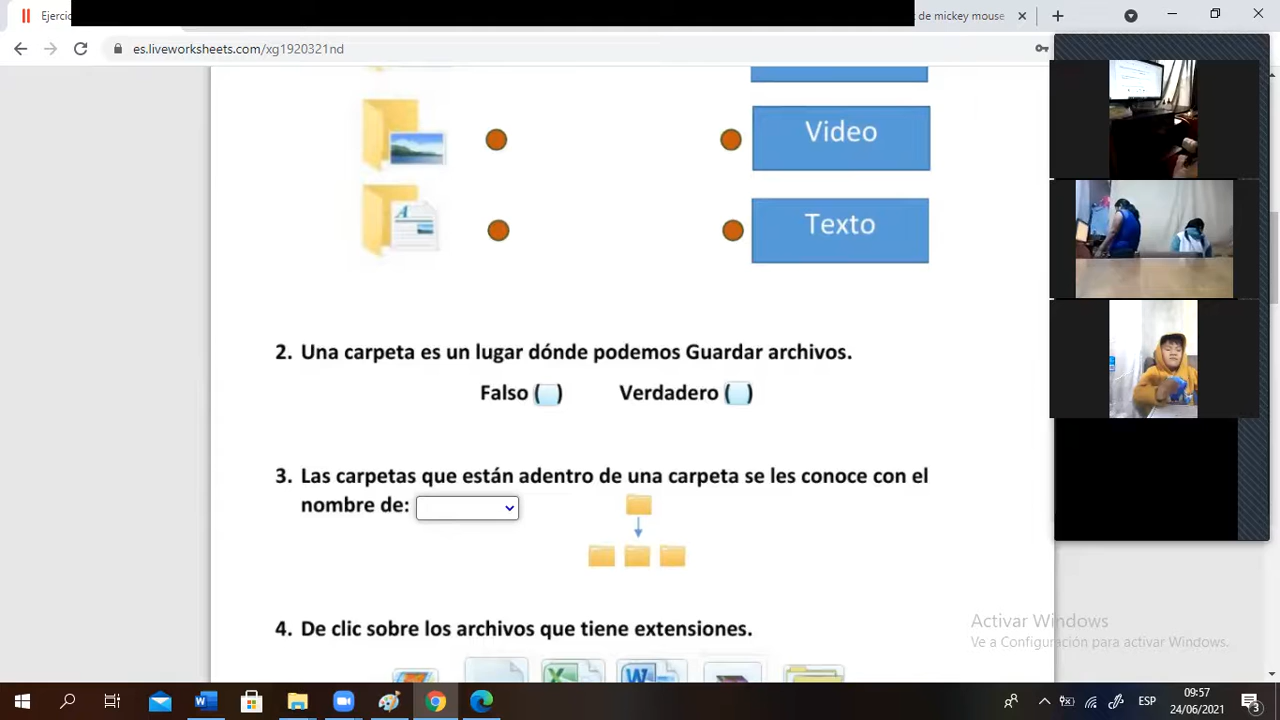 Ejerci
de mickey mouse
es.liveworksheets.com/xg1920321nd
Video
Texto
2. Una carpeta es un lugar dónde podemos Guardar archivos.
Falso ( ) Verdadero ( )
3. Las carpetas que están adentro de una carpeta se les conoce con el
nombre de:
4. De clic sobre los archivos que tiene extensiones.
Activar Windows
Ve a Configuración para activar Windows.
ESP
09:57
24/06/2021
3